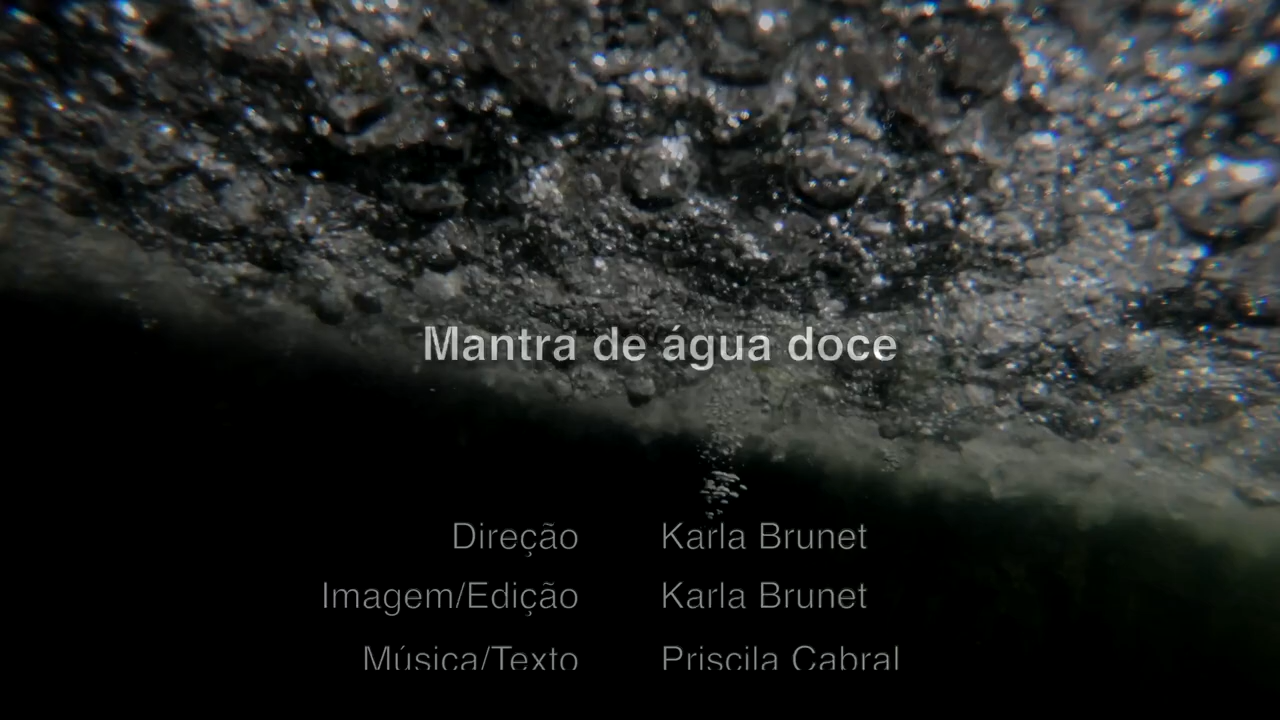 Mantra de água doce
Direção Karla Brunet
Imagem/Edição Karla Brunet
Música/Texto Priscila Cabral